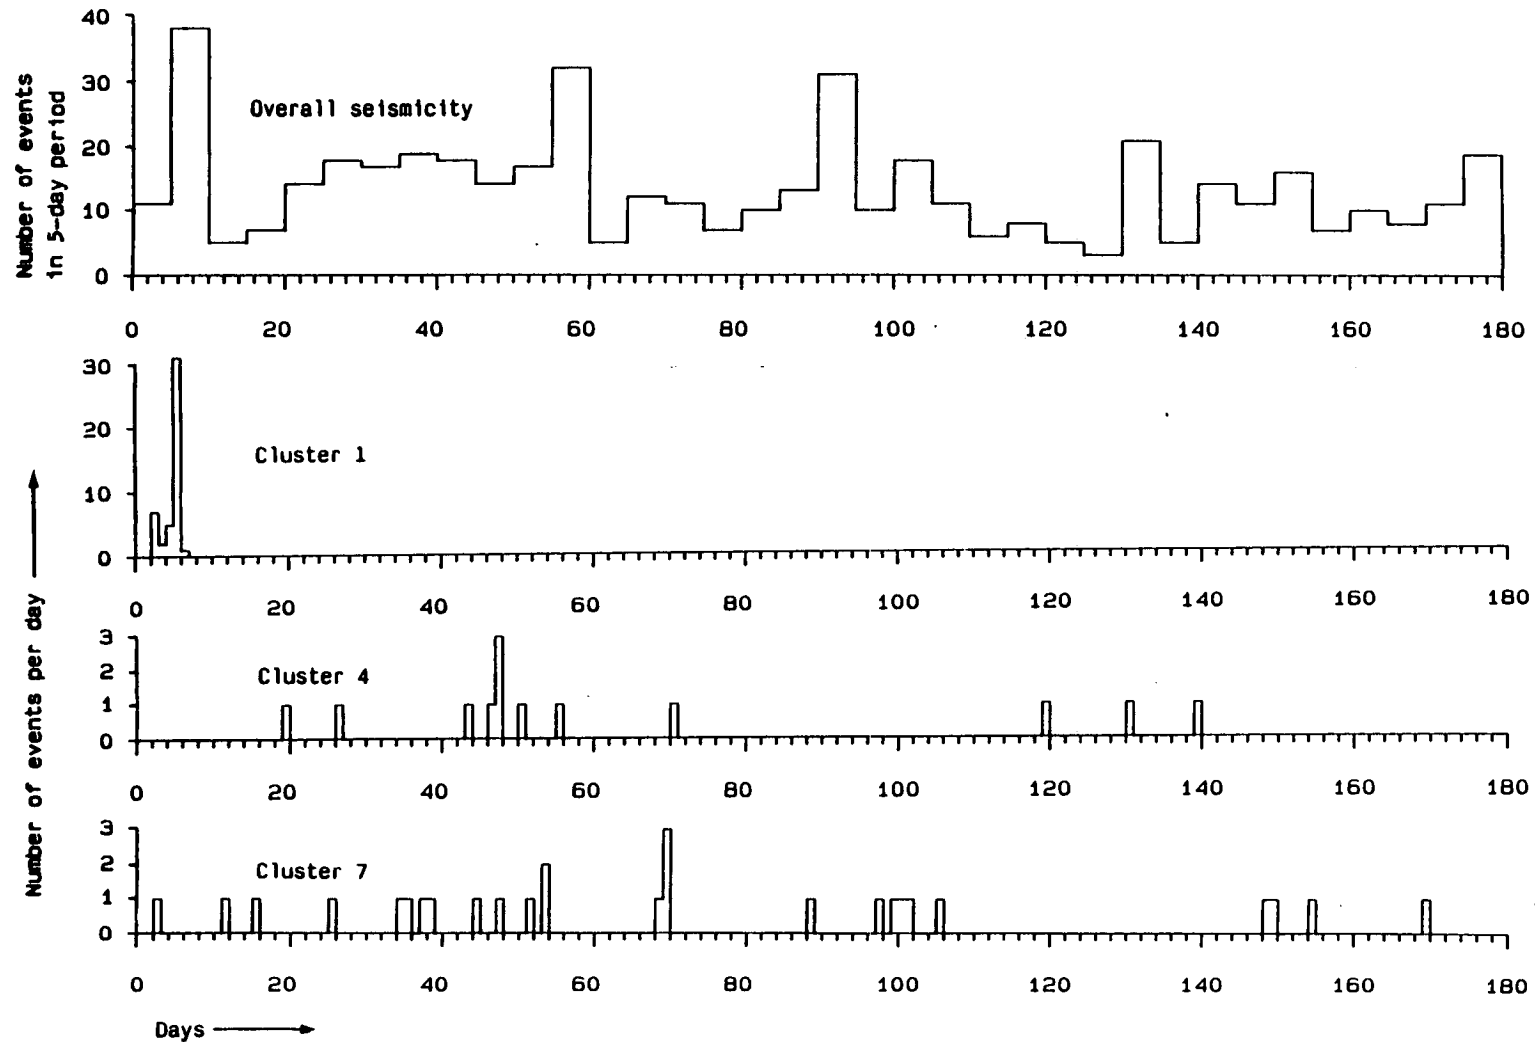 Number of events
in 5-day period
40
30
20
10
0
Overall seismicity
0 20 40 60 80 100 120 140 160 180
30
20
10
0
Cluster 1
0 20 40 60 80 100 120 140 160 180
Number of events per day
3
2
1
0
Cluster 4
0 20 40 60 80 100 120 140 160 180
3
2
1
0
Cluster 7
0 20 40 60 80 100 120 140 160 180
Days